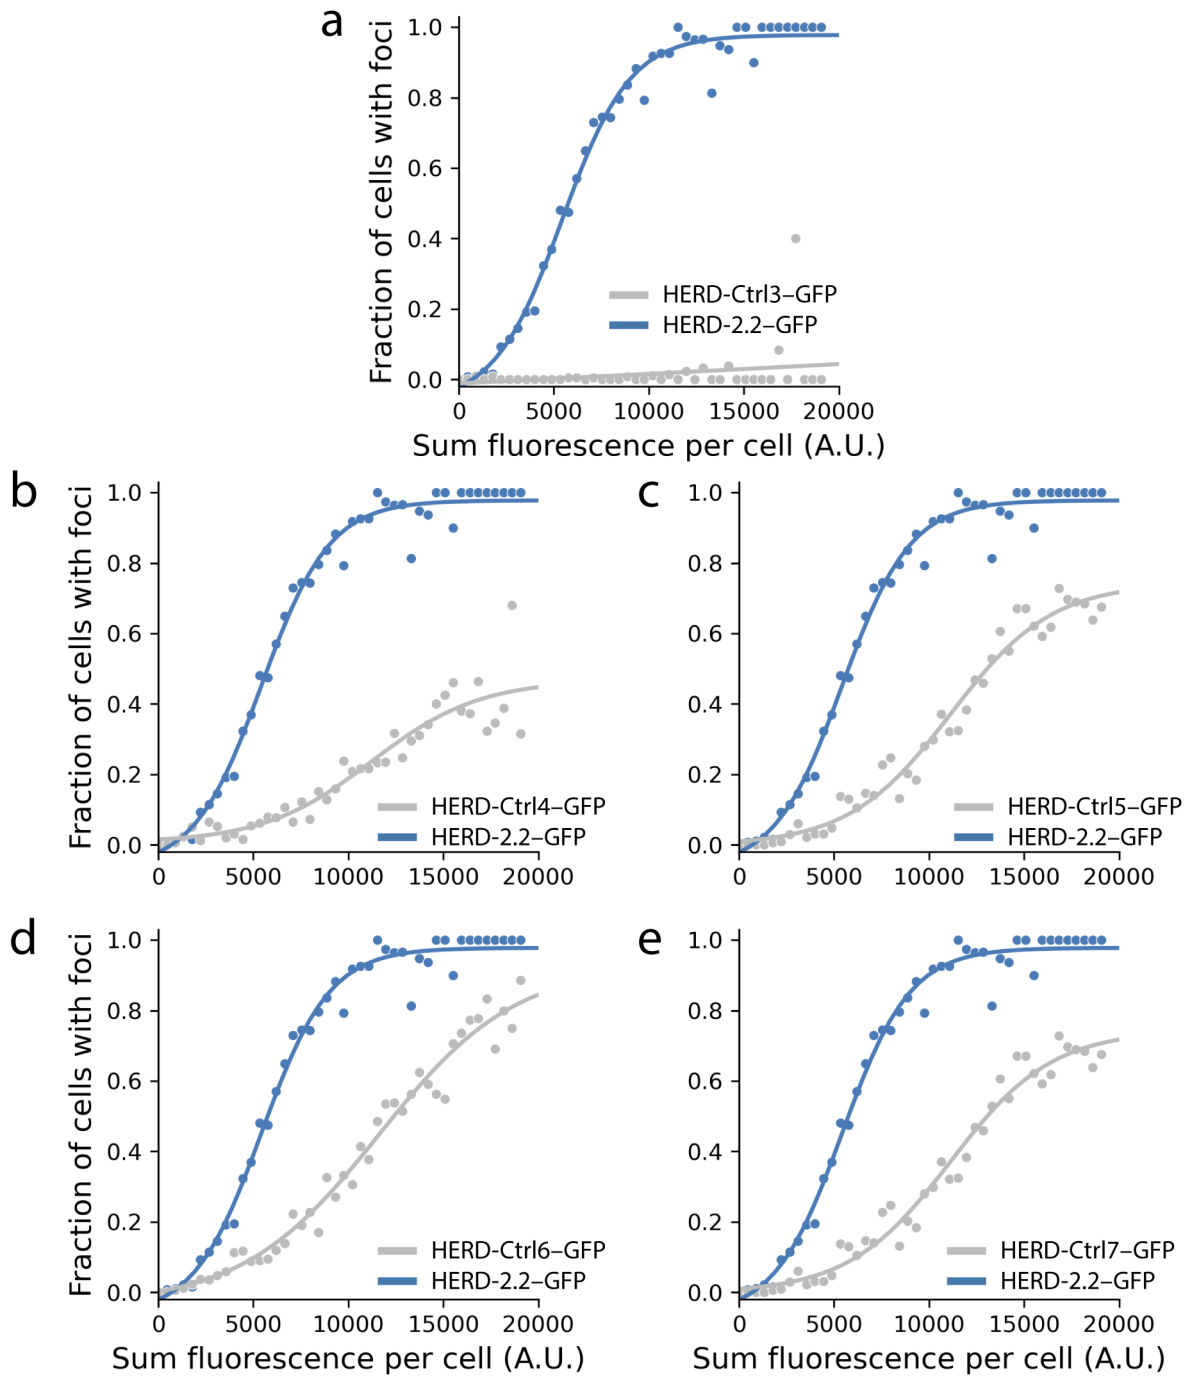 a
Fraction of cells with foci
1.0
0.8
0.6
0.4
0.2
0.0
HERD-Ctrl3–GFP
HERD-2.2–GFP
0 5000 10000 15000 20000
Sum fluorescence per cell (A.U.)
b
Fraction of cells with foci
1.0
0.8
0.6
0.4
0.2
0.0
HERD-Ctrl4–GFP
HERD-2.2–GFP
0 5000 10000 15000 20000
c
1.0
0.8
0.6
0.4
0.2
0.0
HERD-Ctrl5–GFP
HERD-2.2–GFP
0 5000 10000 15000 20000
d
Fraction of cells with foci
1.0
0.8
0.6
0.4
0.2
0.0
HERD-Ctrl6–GFP
HERD-2.2–GFP
0 5000 10000 15000 20000
Sum fluorescence per cell (A.U.)
e
1.0
0.8
0.6
0.4
0.2
0.0
HERD-Ctrl7–GFP
HERD-2.2–GFP
0 5000 10000 15000 20000
Sum fluorescence per cell (A.U.)